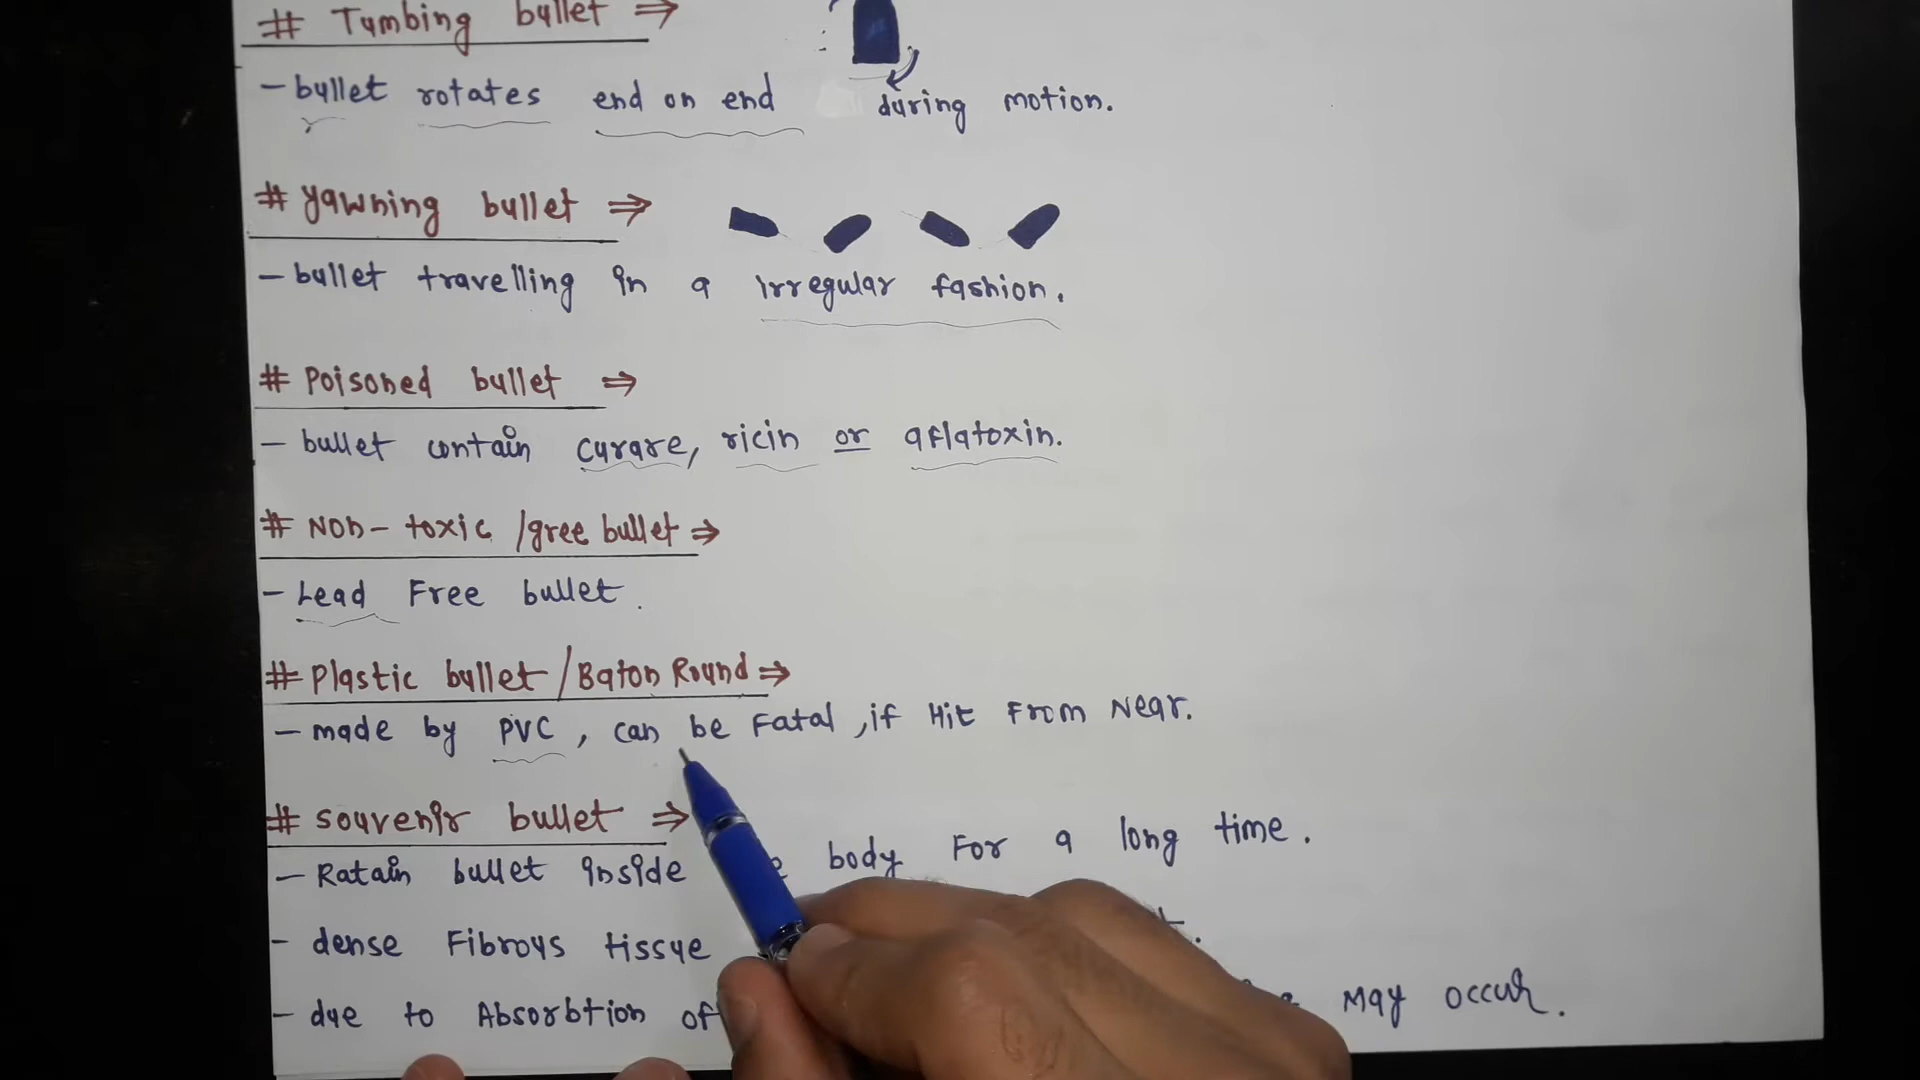 # Tumbing bullet ⇒
- bullet rotates end on end during motion.
# Yawning bullet ⇒
- bullet travelling in a irregular fashion.
# Poisoned bullet ⇒
- bullet contain curare, ricin or aflatoxin.
# Non-toxic /gree bullet ⇒
- Lead Free bullet.
# Plastic bullet / Baton Round ⇒
- made by PVC, can be Fatal, if Hit From Near.
# souvenir bullet ⇒
- Ratain bullet inside body For a long time.
- dense Fibrous tissue
- due to Absorbtion of May occur.